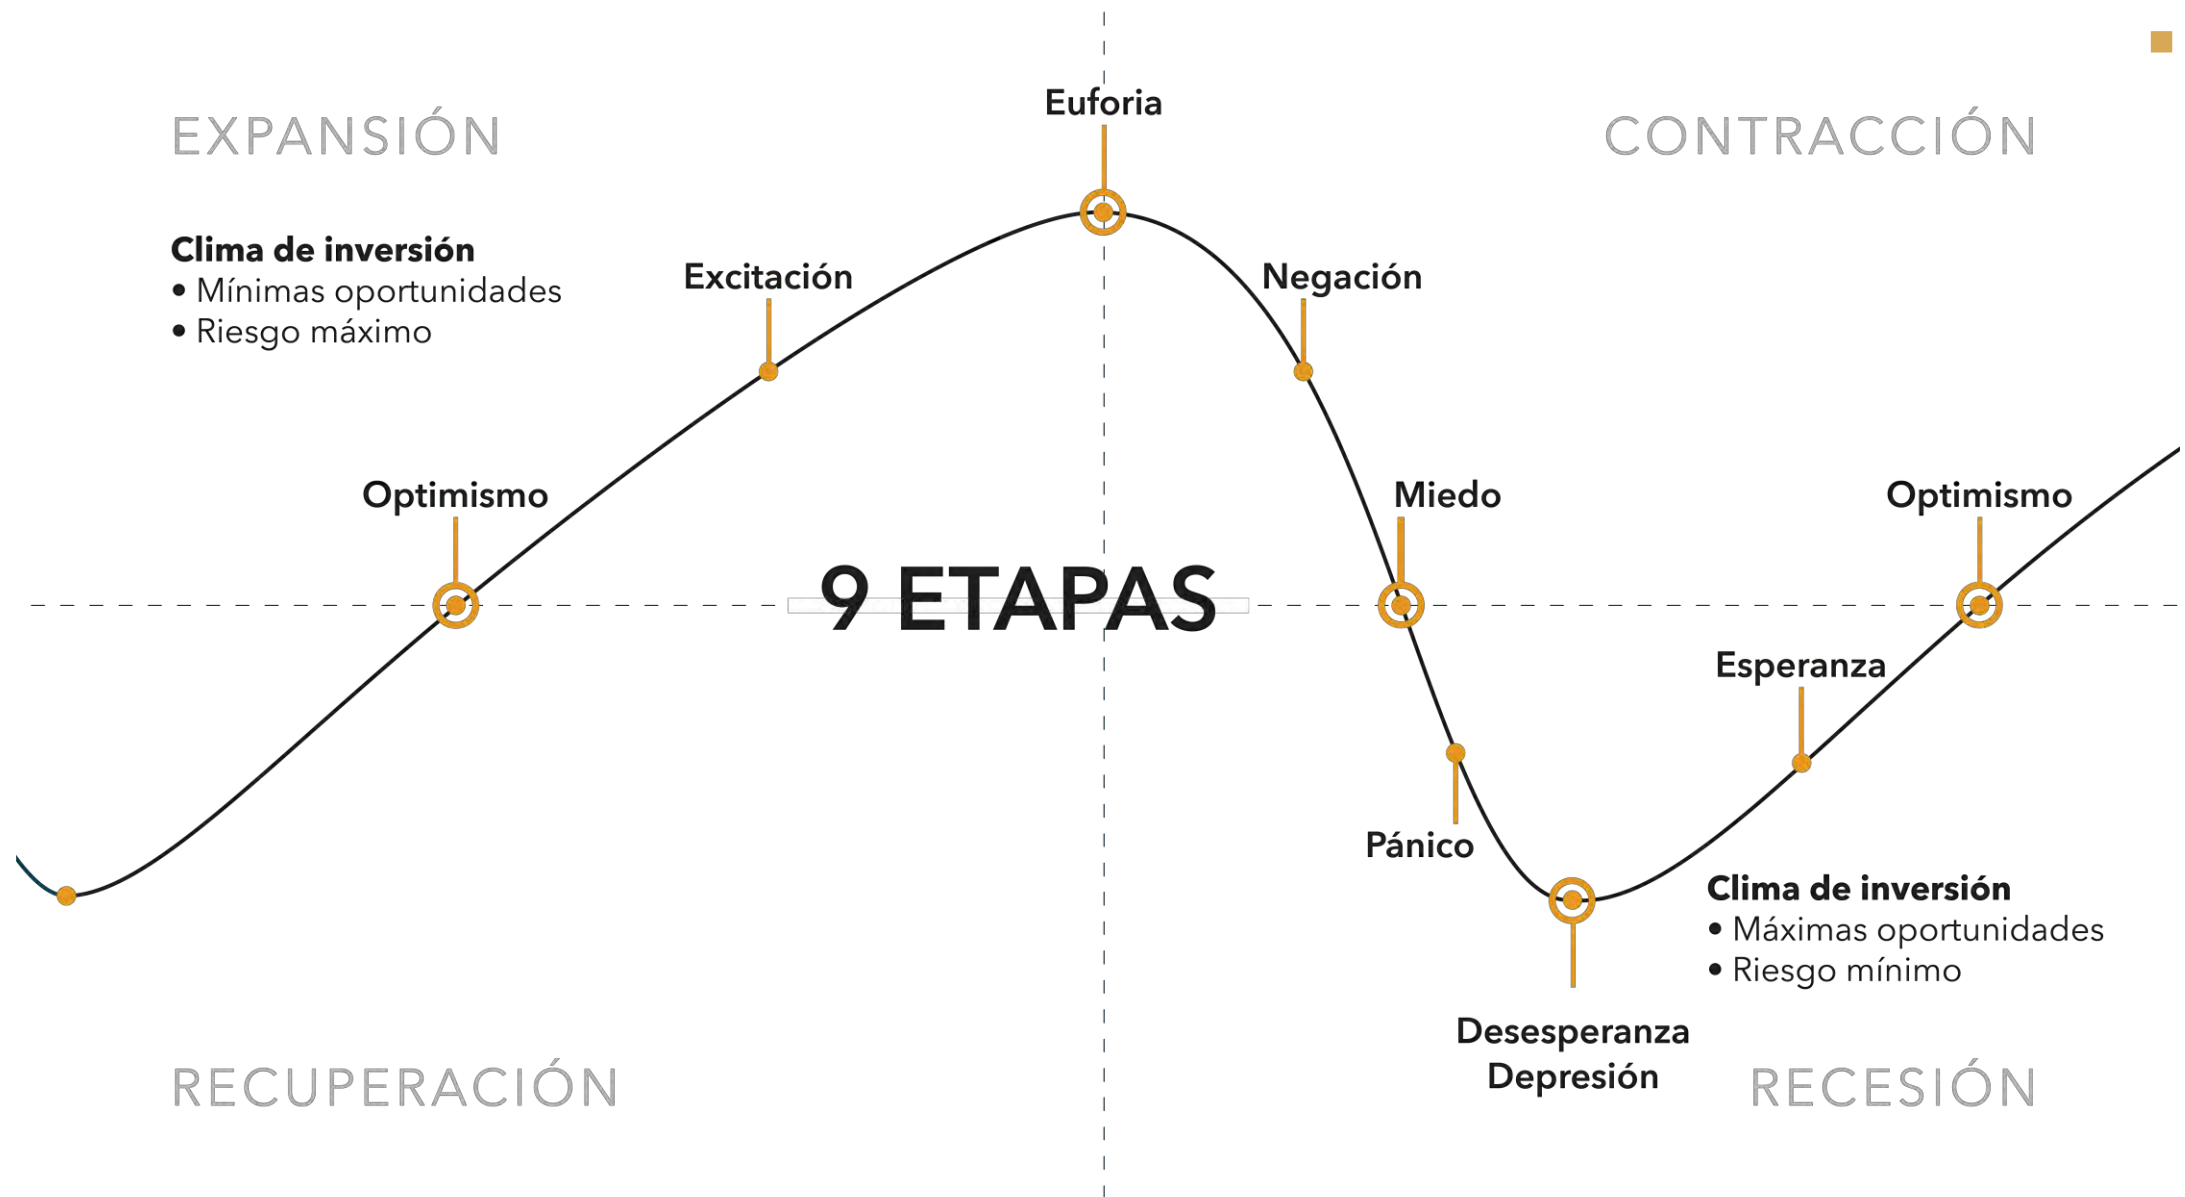 Euforia
EXPANSIÓN
CONTRACCIÓN
Clima de inversión
• Mínimas oportunidades
• Riesgo máximo
Excitación
Negación
Optimismo
Miedo
Optimismo
9 ETAPAS
Esperanza
Pánico
Clima de inversión
• Máximas oportunidades
• Riesgo mínimo
Desesperanza
Depresión
RECUPERACIÓN
RECESIÓN